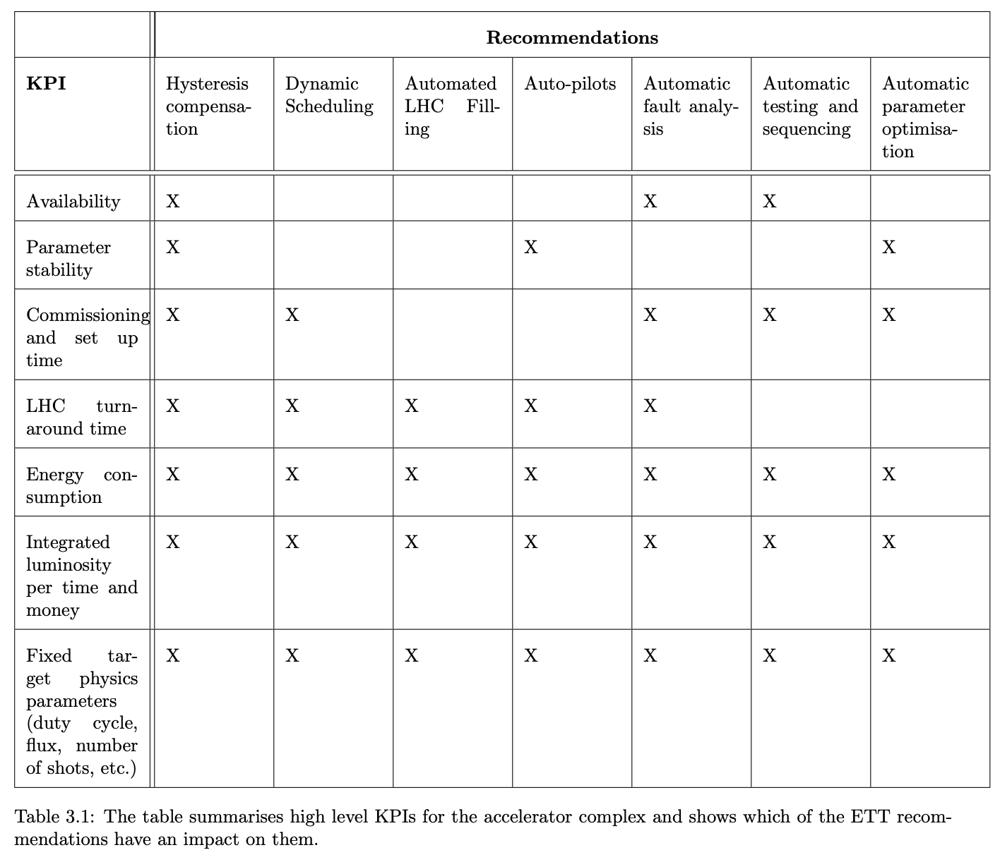 Recommendations
KPI
Hysteresis
compensa-
tion
Dynamic
Scheduling
Automated
LHC Fill-
ing
Auto-pilots
Automatic
fault analy-
sis
Automatic
testing and
sequencing
Automatic
parameter
optimisa-
tion
Availability
X X X
Parameter
stability
X X X
Commissioning
and set up
time
X X X X X
LHC turn-
around time
X X X X X
Energy con-
sumption
X X X X X X X
Integrated
luminosity
per time and
money
X X X X X X X
Fixed tar-
get physics
parameters
(duty cycle,
flux, number
of shots, etc.)
X X X X X X X
Table 3.1: The table summarises high level KPIs for the accelerator complex and shows which of the ETT recom-
mendations have an impact on them.